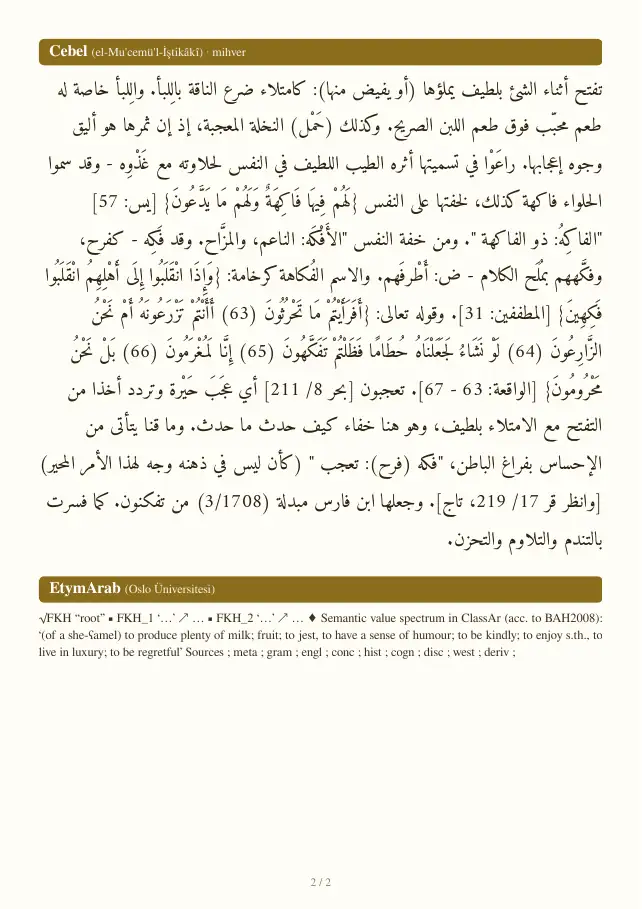 Cebel (el-Mu'cemü'l-İştikâkî) · mihver
تفتح أثناء الشئ بلطيف يملؤها (أو يفيض منها): كامتلاء ضرع الناقة باللِبأ. واللِبأ خاصة له
طعم محبّب فوق طعم اللبن الصريح. وكذلك (حَمْل) النخلة المعجبة، إذ إن ثمرها هو أليق
وجوه إعجابها. راعَوْا في تسميتها أثره الطيب اللطيف في النفس لحلاوته مع غَذْوِه - وقد سموا
الحلواء فاكهة كذلك، لخفتها على النفس {لَهُمْ فِيهَا فَاكِهَةٌ وَلَهُمْ مَا يَدَّعُونَ} [يس: 57]
"الفاكِهُ: ذو الفاكهة ". ومن خفة النفس "الأَفْكَه: الناعم، والمزَّاح. وقد فَكِه - كفرح،
وفكَّههم بمُلَح الكلام - ض: أَطْرفَهم. والاسم الفُكاهة كرخامة: {وَإِذَا انْقَلَبُوا إِلَى أَهْلِهِمُ انْقَلَبُوا
فَكِهِينَ} [المطففين: 31]. وقوله تعالى: {أَفَرَأَيْتُمْ مَا تَحْرُثُونَ (63) أَأَنْتُمْ تَزْرَعُونَهُ أَمْ نَحْنُ
الزَّارِعُونَ (64) لَوْ نَشَاءُ لَجَعَلْنَاهُ حُطَامًا فَظَلْتُمْ تَفَكَّهُونَ (65) إِنَّا لَمُغْرَمُونَ (66) بَلْ نَحْنُ
مَحْرُومُونَ} [الواقعة: 63 - 67]. تعجبون [بحر 8/ 211] أي عجَبَ حَيْرة وتردد أخذا من
التفتح مع الامتلاء بلطيف، وهو هنا خفاء كيف حدث ما حدث. وما قنا يتأتى من
الإحساس بفراغ الباطن، "فكه (فرح): تعجب " (كأن ليس في ذهنه وجه لهذا الأمر المحير)
[وانظر قر 17/ 219، تاج]. وجعلها ابن فارس مبدلة (3/1708) من تفكنون. كما فسرت
بالتندم والتلاوم والتحزن.
EtymArab (Oslo Üniversitesi)
√FKH “root” ▪ FKH_1 ‘…’ ↗ … ▪ FKH_2 ‘…’ ↗ … ♦ Semantic value spectrum in ClassAr (acc. to BAH2008):
‘(of a she-ʕamel) to produce plenty of milk; fruit; to jest, to have a sense of humour; to be kindly; to enjoy s.th., to
live in luxury; to be regretful’ Sources ; meta ; gram ; engl ; conc ; hist ; cogn ; disc ; west ; deriv ;
2 / 2